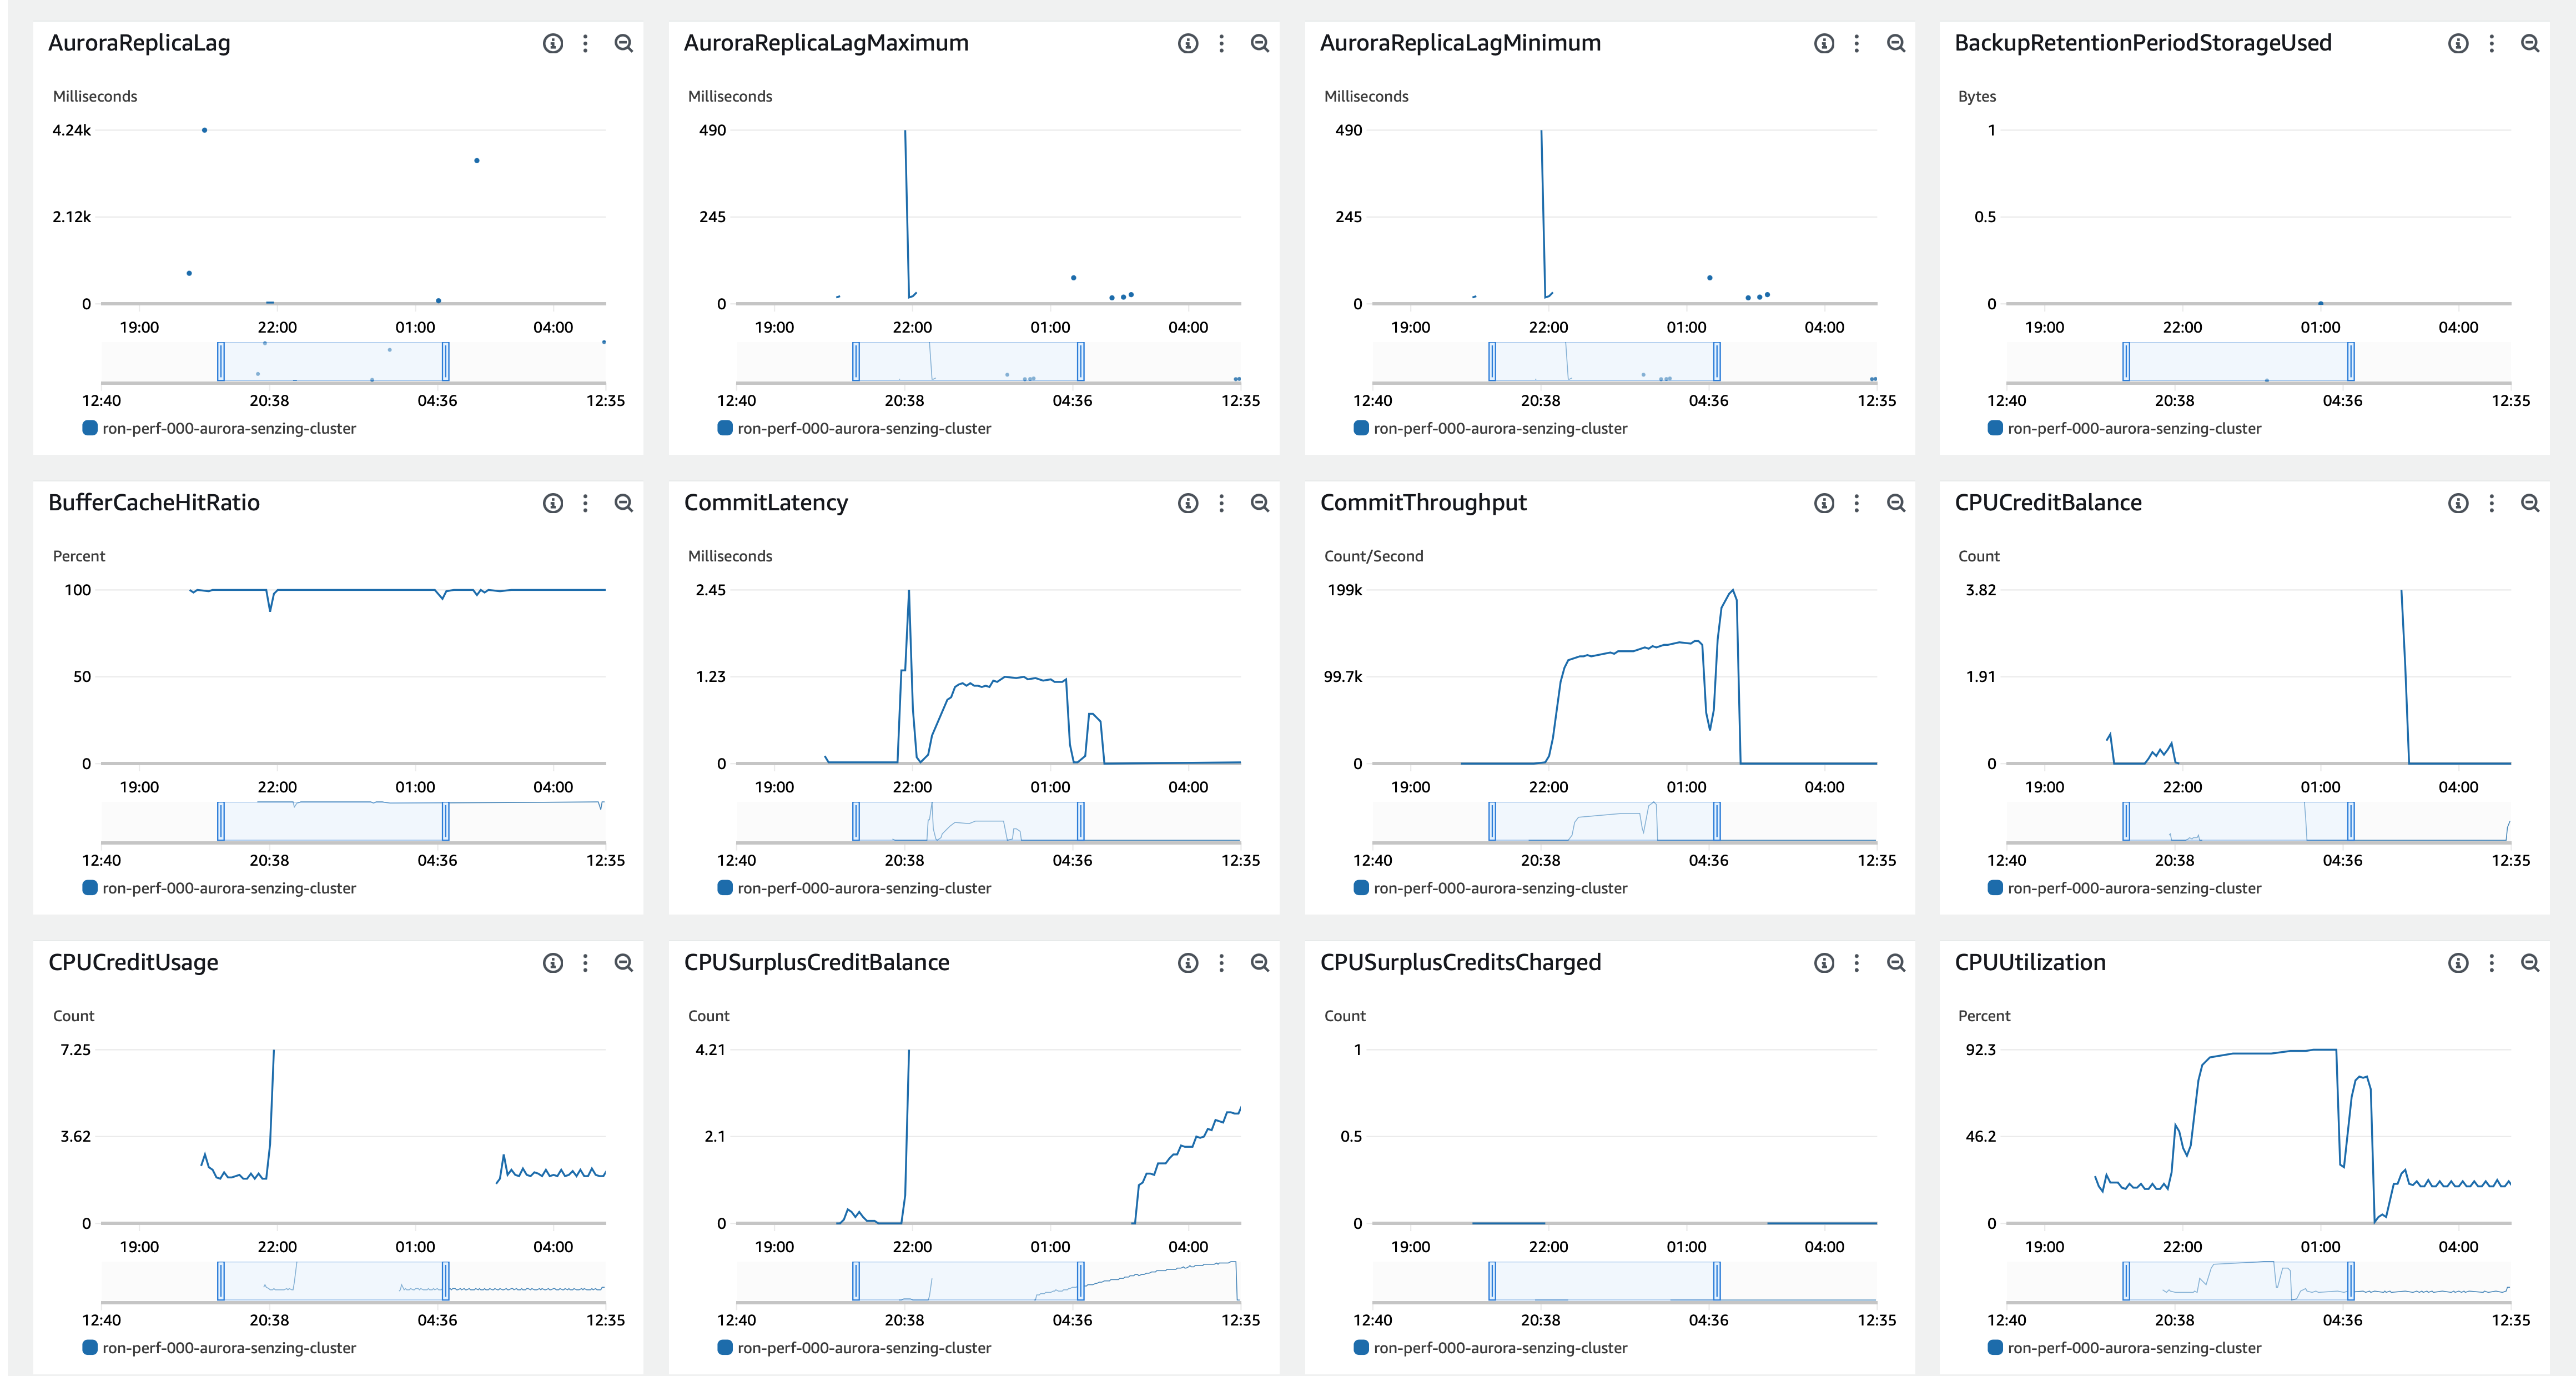 AuroraReplicaLag
Milliseconds
4.24k
2.12k
0
19:00 22:00 01:00 04:00
12:40 20:38 04:36 12:35
ron-perf-000-aurora-senzing-cluster
AuroraReplicaLagMaximum
Milliseconds
490
245
0
19:00 22:00 01:00 04:00
12:40 20:38 04:36 12:35
ron-perf-000-aurora-senzing-cluster
AuroraReplicaLagMinimum
Milliseconds
490
245
0
19:00 22:00 01:00 04:00
12:40 20:38 04:36 12:35
ron-perf-000-aurora-senzing-cluster
BackupRetentionPeriodStorageUsed
Bytes
1
0.5
0
19:00 22:00 01:00 04:00
12:40 20:38 04:36 12:35
ron-perf-000-aurora-senzing-cluster
BufferCacheHitRatio
Percent
100
50
0
19:00 22:00 01:00 04:00
12:40 20:38 04:36 12:35
ron-perf-000-aurora-senzing-cluster
CommitLatency
Milliseconds
2.45
1.23
0
19:00 22:00 01:00 04:00
12:40 20:38 04:36 12:35
ron-perf-000-aurora-senzing-cluster
CommitThroughput
Count/Second
199k
99.7k
0
19:00 22:00 01:00 04:00
12:40 20:38 04:36 12:35
ron-perf-000-aurora-senzing-cluster
CPUCreditBalance
Count
3.82
1.91
0
19:00 22:00 01:00 04:00
12:40 20:38 04:36 12:35
ron-perf-000-aurora-senzing-cluster
CPUCreditUsage
Count
7.25
3.62
0
19:00 22:00 01:00 04:00
12:40 20:38 04:36 12:35
ron-perf-000-aurora-senzing-cluster
CPUSurplusCreditBalance
Count
4.21
2.1
0
19:00 22:00 01:00 04:00
12:40 20:38 04:36 12:35
ron-perf-000-aurora-senzing-cluster
CPUSurplusCreditsCharged
Count
1
0.5
0
19:00 22:00 01:00 04:00
12:40 20:38 04:36 12:35
ron-perf-000-aurora-senzing-cluster
CPUUtilization
Percent
92.3
46.2
0
19:00 22:00 01:00 04:00
12:40 20:38 04:36 12:35
ron-perf-000-aurora-senzing-cluster